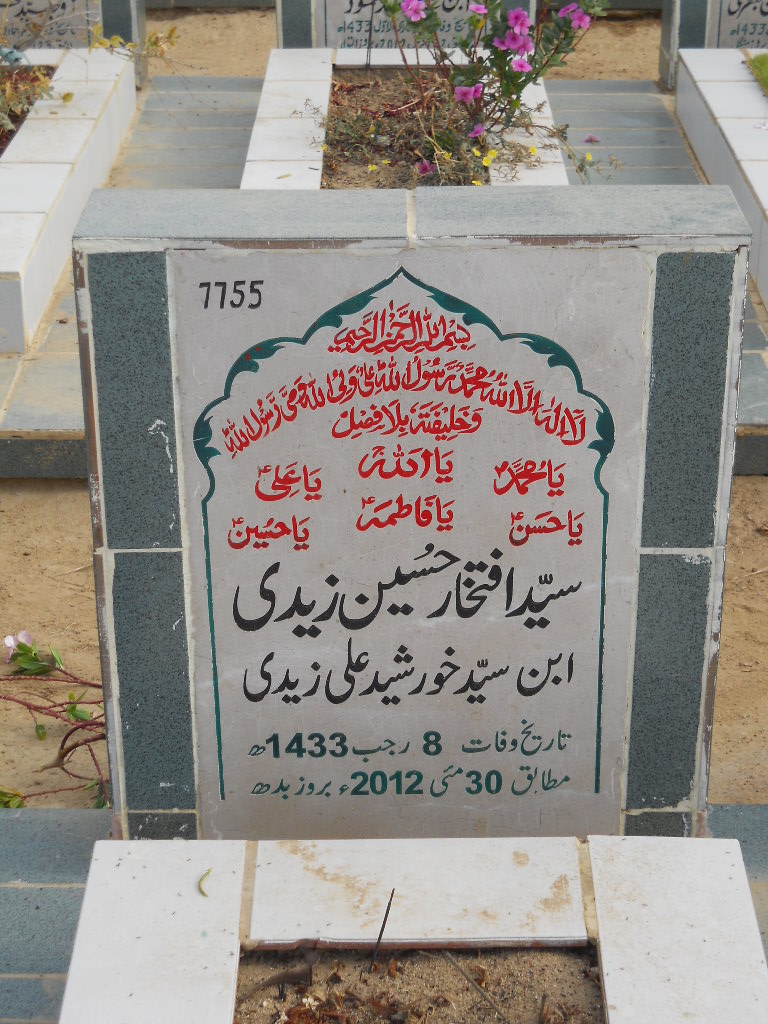 7755
بسم اللہ الرحمن الرحیم
لا الہ الا اللہ محمد رسول اللہ علی ولی اللہ وصی رسول اللہ
وخلیفتہ بلا فصل
یا محمدؐ یا اللہ یا علیؑ
یا حسنؑ یا فاطمہؑ یا حسینؑ
سیّد افتخار حسین زیدی
ابن سیّد خورشید علی زیدی
تاریخ وفات 8 رجب 1433ھ
مطابق 30 مئی 2012ء بروز بدھ